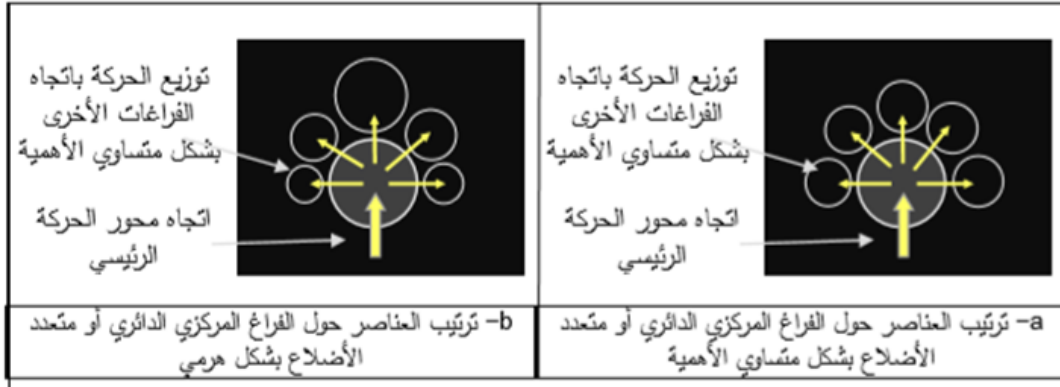 توزيع الحركة باتجاه
الفراغات الأخرى
بشكل متساوي الأهمية
اتجاه محور الحركة
الرئيسي
a- ترتيب العناصر حول الفراغ المركزي الدائري أو متعدد
الأضلاع بشكل متساوي الأهمية
توزيع الحركة باتجاه
الفراغات الأخرى
بشكل متساوي الأهمية
اتجاه محور الحركة
الرئيسي
b- ترتيب العناصر حول الفراغ المركزي الدائري أو متعدد
الأضلاع بشكل هرمي